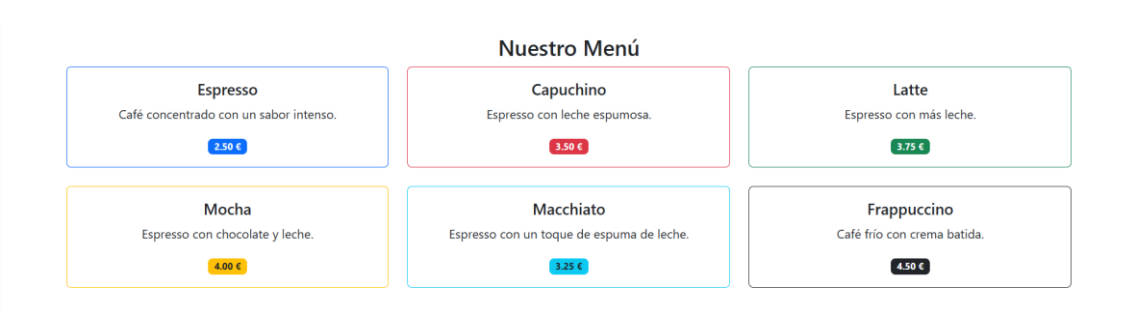 Nuestro Menú
Espresso
Café concentrado con un sabor intenso.
2.50 €
Capuchino
Espresso con leche espumosa.
3.50 €
Latte
Espresso con más leche.
3.75 €
Mocha
Espresso con chocolate y leche.
4.00 €
Macchiato
Espresso con un toque de espuma de leche.
3.25 €
Frappuccino
Café frío con crema batida.
4.50 €